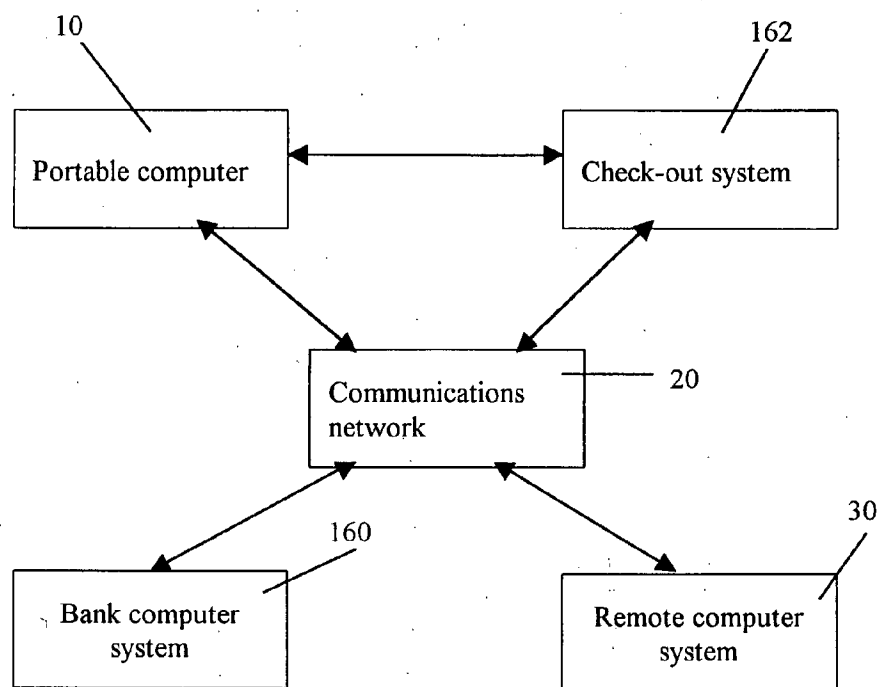 10
162
Portable computer
Check-out system
Communications
network
20
160
30
Bank computer
system
Remote computer
system